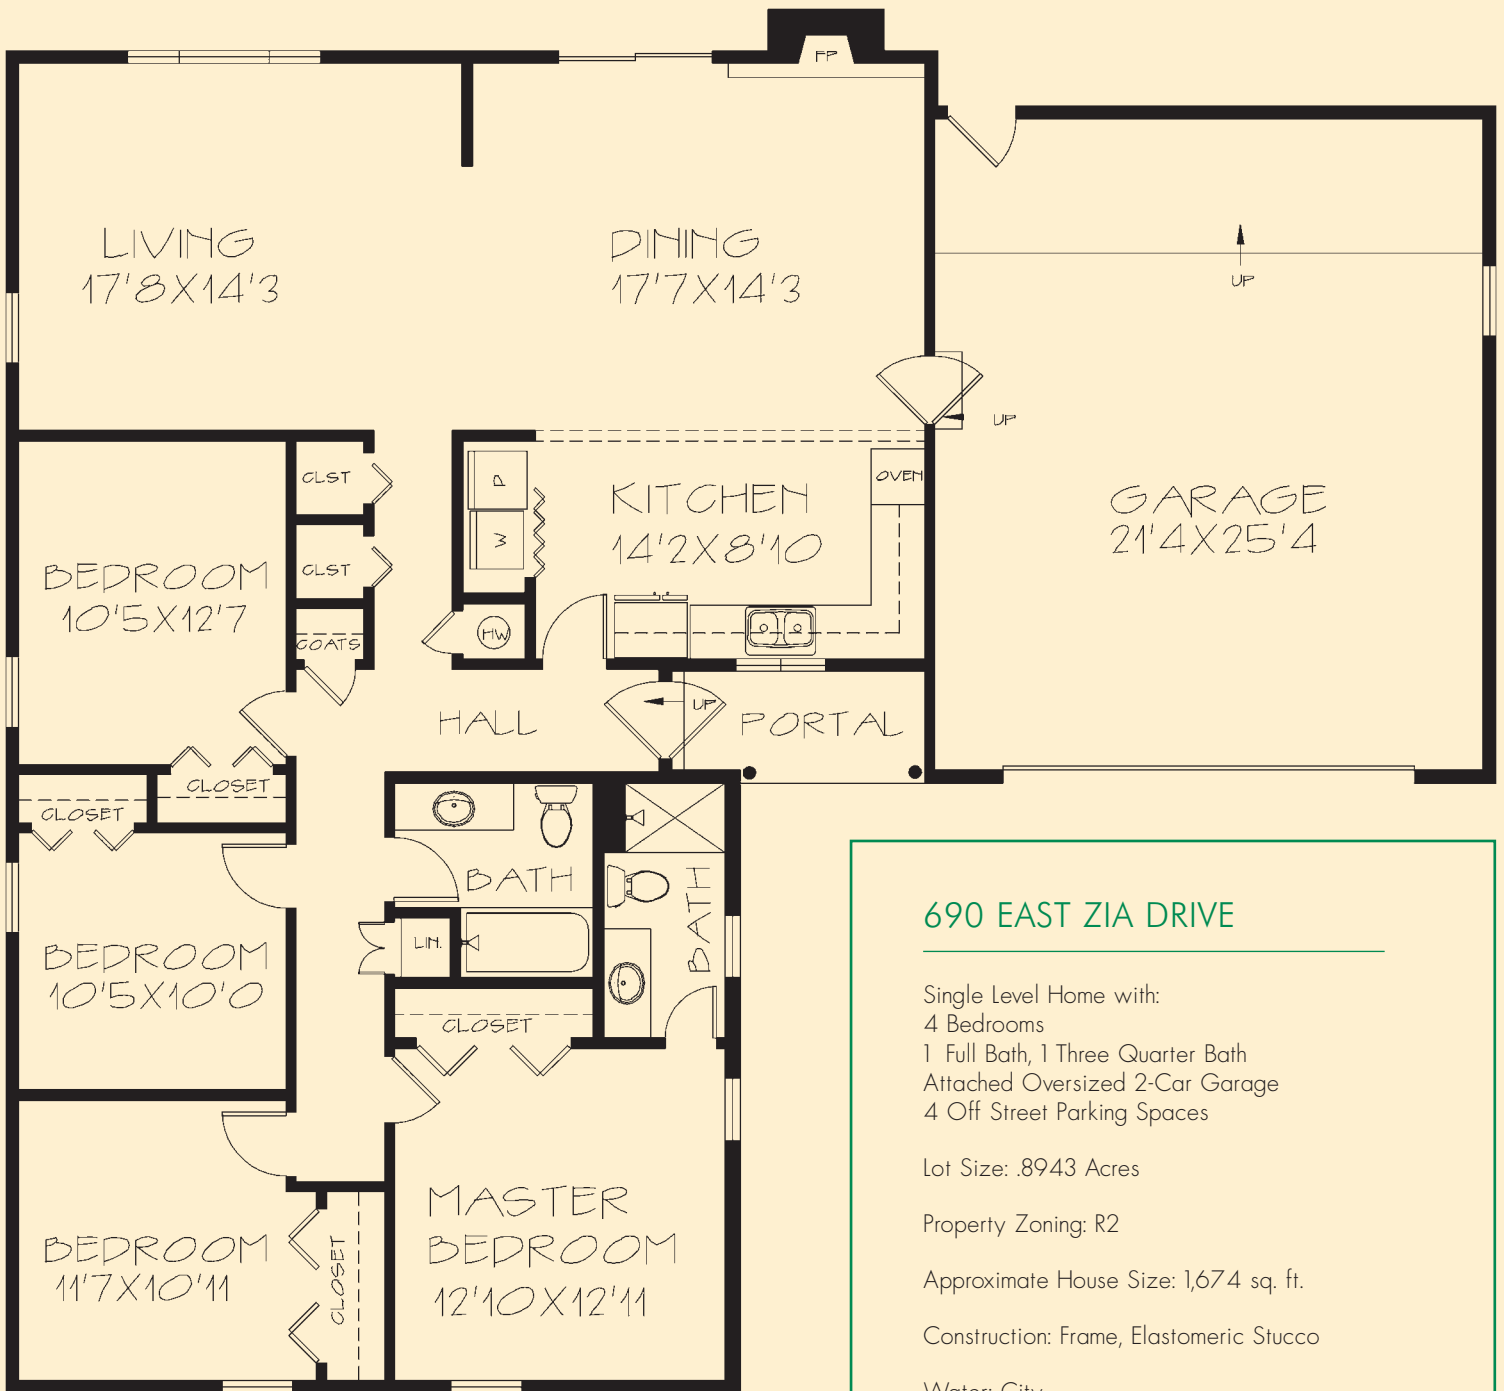 FP
LIVING
17'8X14'3
DINING
17'7X14'3
UP
UP
CLST
D
W
KITCHEN
14'2X8'10
OVEN
GARAGE
21'4X25'4
BEDROOM
10'5X12'7
CLST
COATS
HW
HALL
UP
PORTAL
CLOSET
CLOSET
BATH
BATH
LIN.
BEDROOM
10'5X10'0
CLOSET
BEDROOM
11'7X10'11
CLOSET
MASTER
BEDROOM
12'10X12'11
690 EAST ZIA DRIVE
Single Level Home with:
4 Bedrooms
1 Full Bath, 1 Three Quarter Bath
Attached Oversized 2-Car Garage
4 Off Street Parking Spaces
Lot Size: .8943 Acres
Property Zoning: R2
Approximate House Size: 1,674 sq. ft.
Construction: Frame, Elastomeric Stucco
Water: City